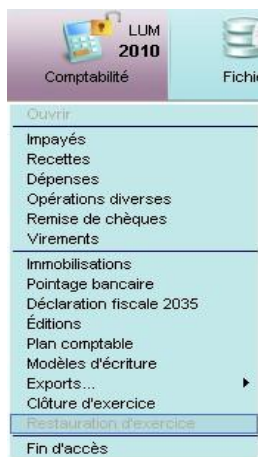 LUM
2010
Comptabilité
Fichie
Ouvrir
Impayés
Recettes
Dépenses
Opérations diverses
Remise de chèques
Virements
Immobilisations
Pointage bancaire
Déclaration fiscale 2035
Éditions
Plan comptable
Modèles d'écriture
Exports...
Clôture d'exercice
Restauration d'exercice
Fin d'accès